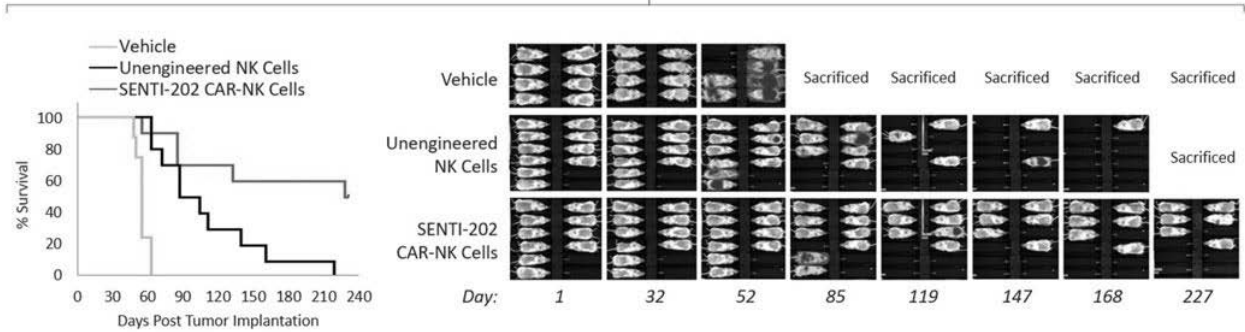 Vehicle
Unengineered NK Cells
SENTI-202 CAR-NK Cells
% Survival
100
80
60
40
20
0
0 30 60 90 120 150 180 210 240
Days Post Tumor Implantation
Vehicle
Sacrificed Sacrificed Sacrificed Sacrificed Sacrificed
Unengineered
NK Cells
Sacrificed
SENTI-202
CAR-NK Cells
Day: 1 32 52 85 119 147 168 227